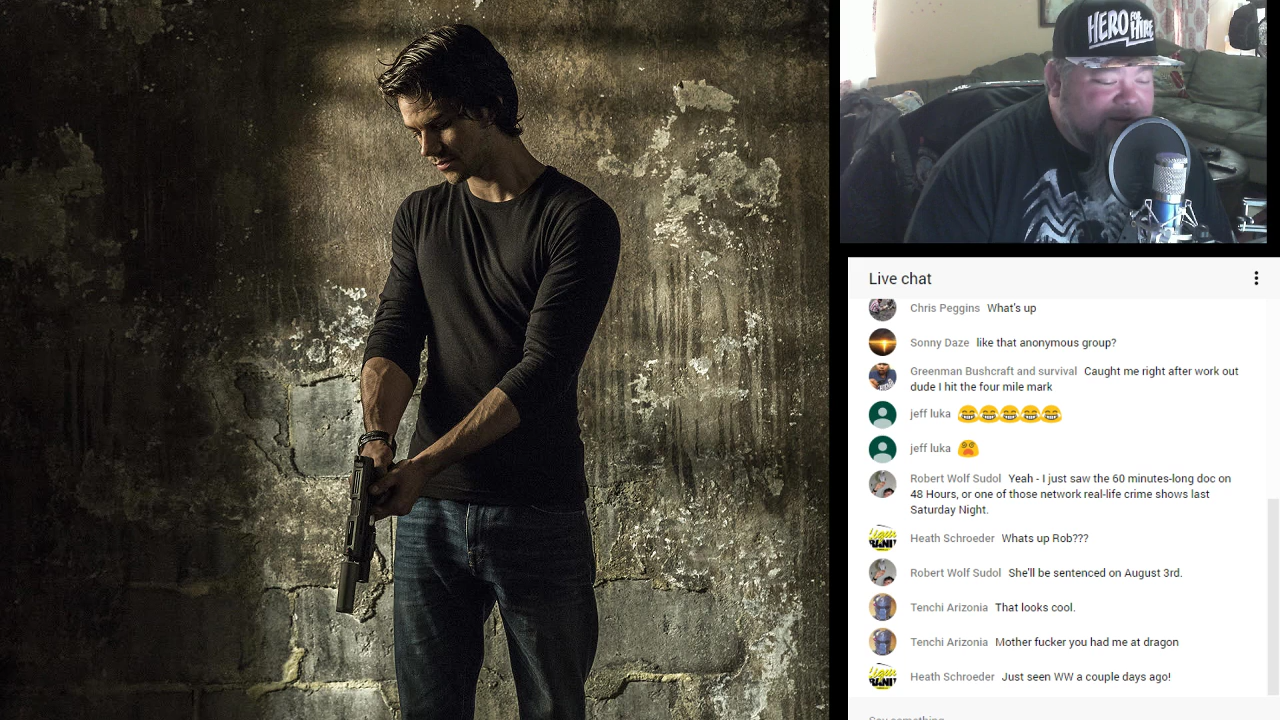 HERO FOR HIRE
Live chat
Chris Peggins What's up
Sonny Daze like that anonymous group?
Greenman Bushcraft and survival Caught me right after work out
dude I hit the four mile mark
jeff luka
jeff luka
Robert Wolf Sudol Yeah - I just saw the 60 minutes-long doc on
48 Hours, or one of those network real-life crime shows last
Saturday Night.
Heath Schroeder Whats up Rob???
Robert Wolf Sudol She'll be sentenced on August 3rd.
Tenchi Arizonia That looks cool.
Tenchi Arizonia Mother fucker you had me at dragon
Heath Schroeder Just seen WW a couple days ago!
Say something